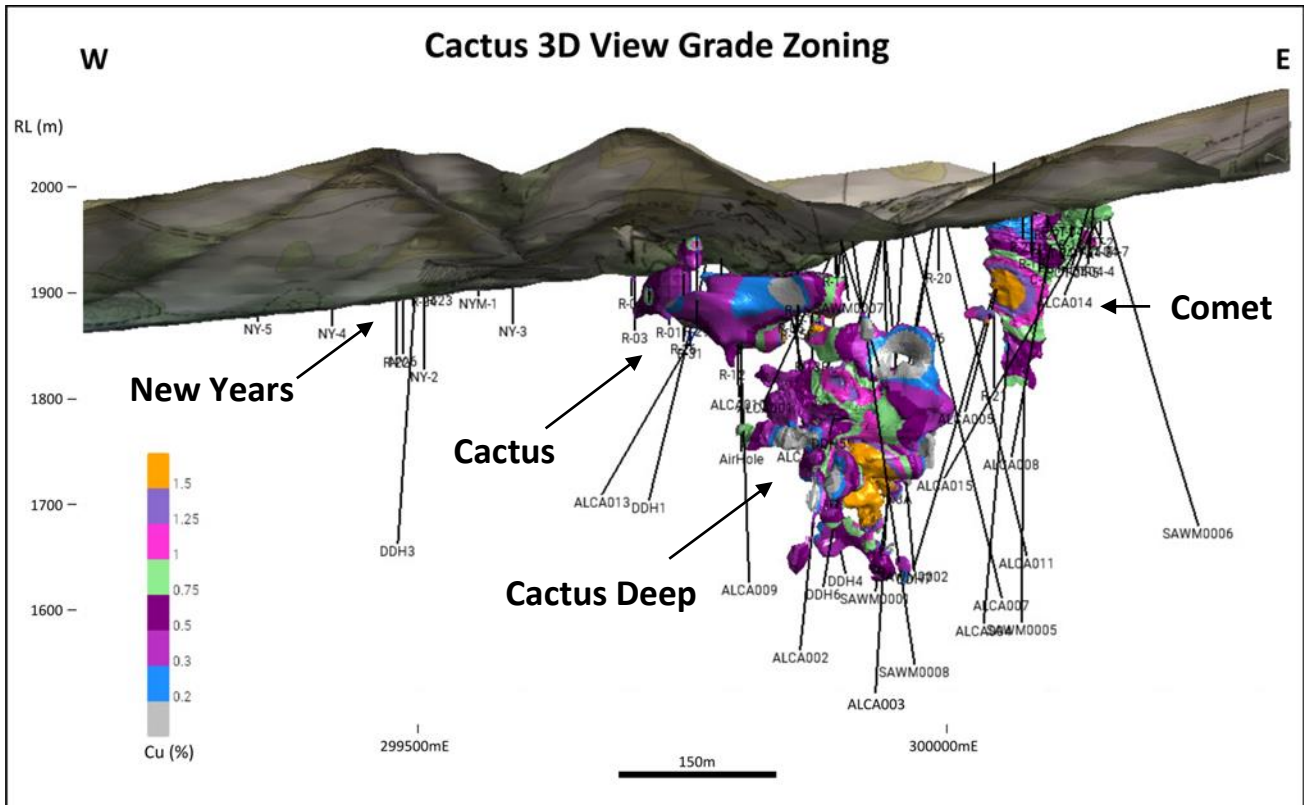 Cactus 3D View Grade Zoning
W
E
RL (m)
2000
1900
1800
1700
1600
NY-5
NY-4
NYM-1
NY-3
NY-2
DDH3
R-03
ALCA013
DDH1
AirHole
ALCA009
SAWM0007
R-20
ALCA014
ALCA005
ALCA008
ALCA015
ALCA011
ALCA007
SAWM0005
SAWM0006
DDH4
DDH6
SAWM0001
ALCA002
SAWM0008
ALCA003
New Years
Cactus
Cactus Deep
Comet
1.5
1.25
1
0.75
0.5
0.3
0.2
Cu (%)
299500mE
300000mE
150m